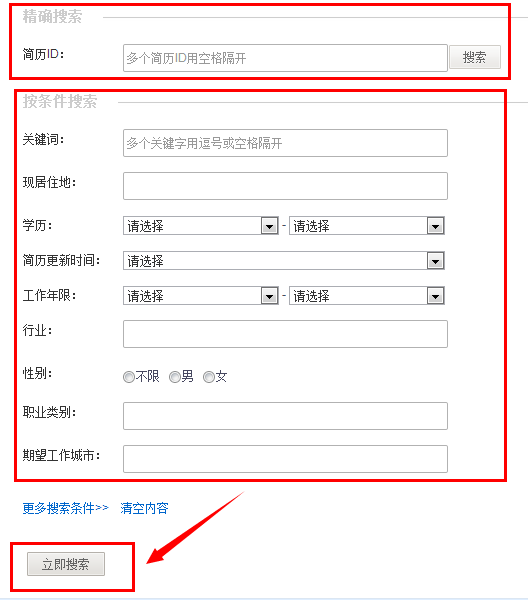 精确搜索
简历ID： 多个简历ID用空格隔开 搜索
按条件搜索
关键词： 多个关键字用逗号或空格隔开
现居住地：
学历： 请选择 - 请选择
简历更新时间： 请选择
工作年限： 请选择 - 请选择
行业：
性别： 不限 男 女
职业类别：
期望工作城市：
更多搜索条件>> 清空内容
立即搜索